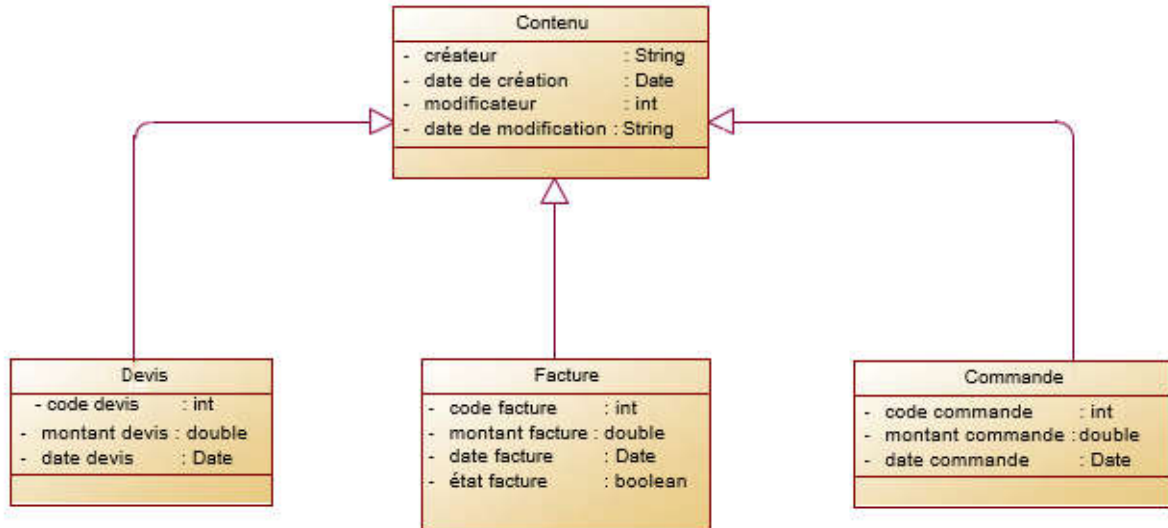 Contenu
- créateur : String
- date de création : Date
- modificateur : int
- date de modification : String
Devis
- code devis : int
- montant devis : double
- date devis : Date
Facture
- code facture : int
- montant facture : double
- date facture : Date
- état facture : boolean
Commande
- code commande : int
- montant commande : double
- date commande : Date